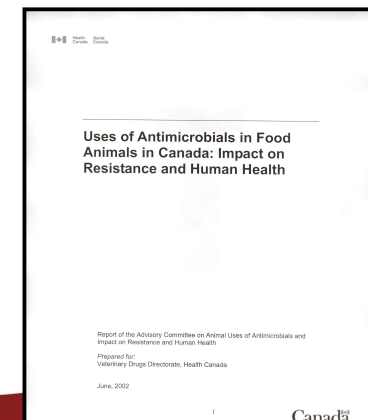 Health Canada Santé Canada
Uses of Antimicrobials in Food
Animals in Canada: Impact on
Resistance and Human Health
Report of the Advisory Committee on Animal Uses of Antimicrobials and
Impact on Resistance and Human Health
Prepared for:
Veterinary Drugs Directorate, Health Canada
June, 2002
i
Canada